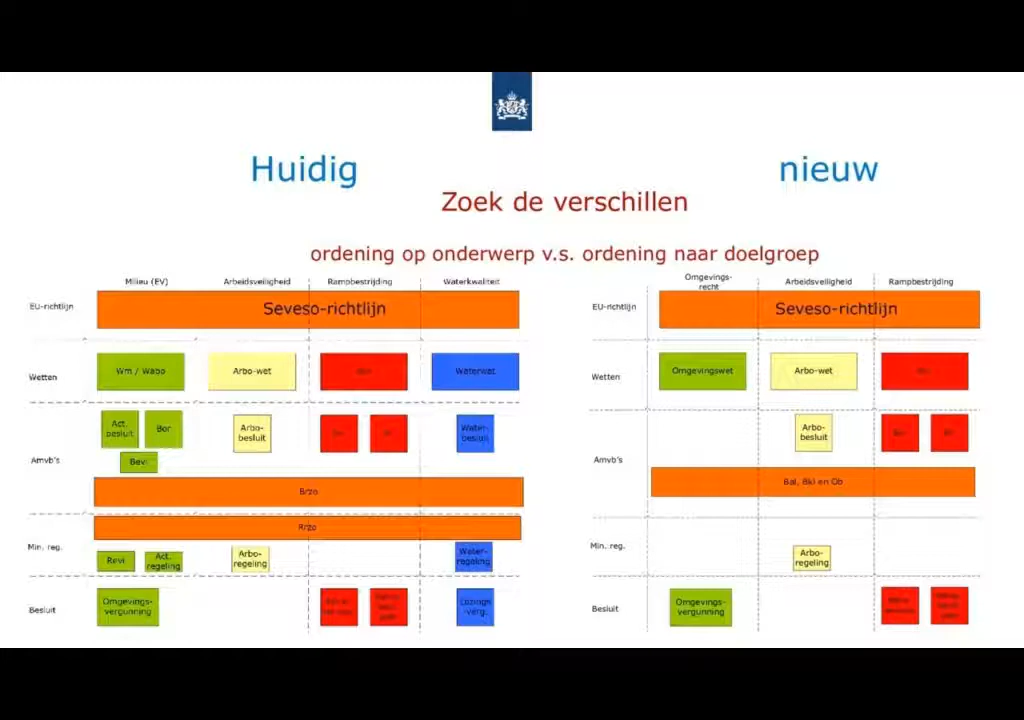 Huidig nieuw
Zoek de verschillen
ordening op onderwerp v.s. ordening naar doelgroep
Milieu (EV) Arbeidsveiligheid Rampbestrijding Waterkwaliteit
EU-richtlijn Seveso-richtlijn
Wetten Wm / Wabo Arbo-wet Waterwet
Act.
besluit
Bor
Arbo-
besluit
Water-
besluit
Amvb's
Bevi
Brzo
Rrzo
Min. reg.
Revi
Act.
regeling
Arbo-
regeling
Water-
regeling
Besluit
Omgevings-
vergunning
Lozings
-verg.
Omgevings-
recht
Arbeidsveiligheid Rampbestrijding
EU-richtlijn Seveso-richtlijn
Wetten Omgevingswet Arbo-wet
Arbo-
besluit
Amvb's
Bal, Bkl en Ob
Min. reg.
Arbo-
regeling
Besluit
Omgevings-
vergunning